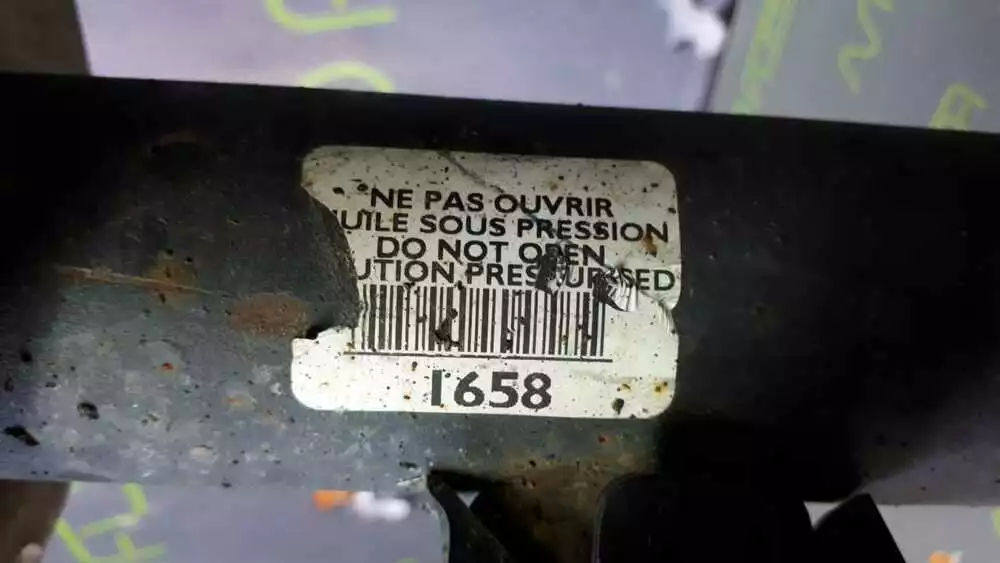 NE PAS OUVRIR
UILE SOUS PRESSION
DO NOT OPEN
UTION PRESSURISED
1658